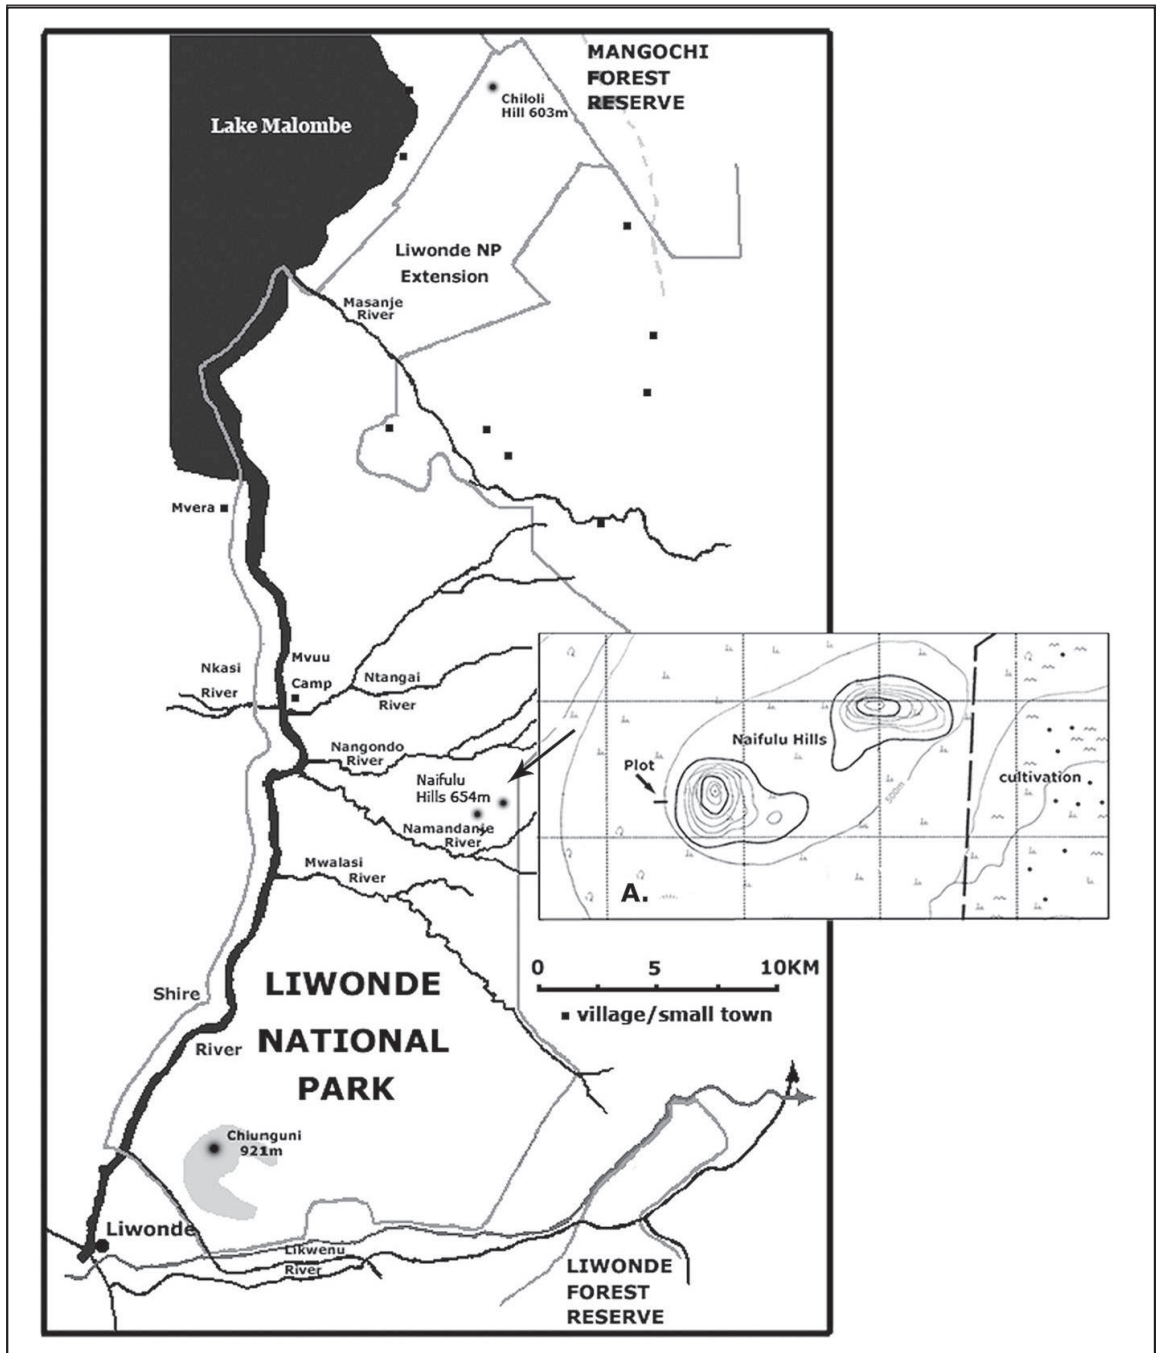 MANGOCHI
FOREST
RESERVE
Chiloli
Hill 603m
Lake Malombe
Liwonde NP
Extension
Masanje
River
Mvera
Nkasi
River
Mvuu
Camp
Ntangai
River
Nangondo
River
Naifulu
Hills 654m
Namandanje
River
Mwalasi
River
Naifulu Hills
Plot
500m
cultivation
A.
0 5 10KM
village/small town
Shire
River
LIWONDE
NATIONAL
PARK
Chiunguni
921m
Liwonde
Likwenu
River
LIWONDE
FOREST
RESERVE